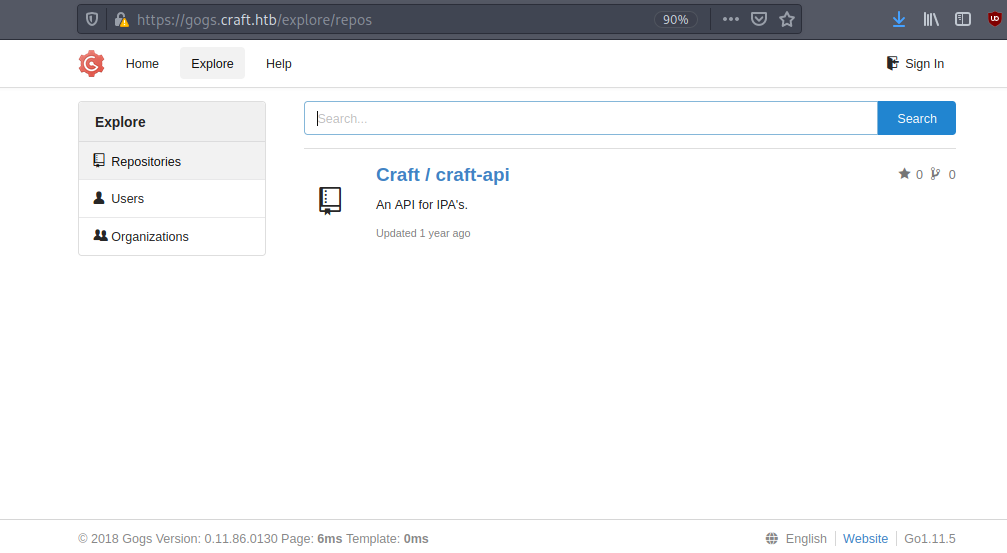 https://gogs.craft.htb/explore/repos 90%
Home Explore Help Sign In
Explore
Search... Search
Repositories
Users
Organizations
Craft / craft-api 0 0
An API for IPA's.
Updated 1 year ago
© 2018 Gogs Version: 0.11.86.0130 Page: 6ms Template: 0ms English Website Go1.11.5